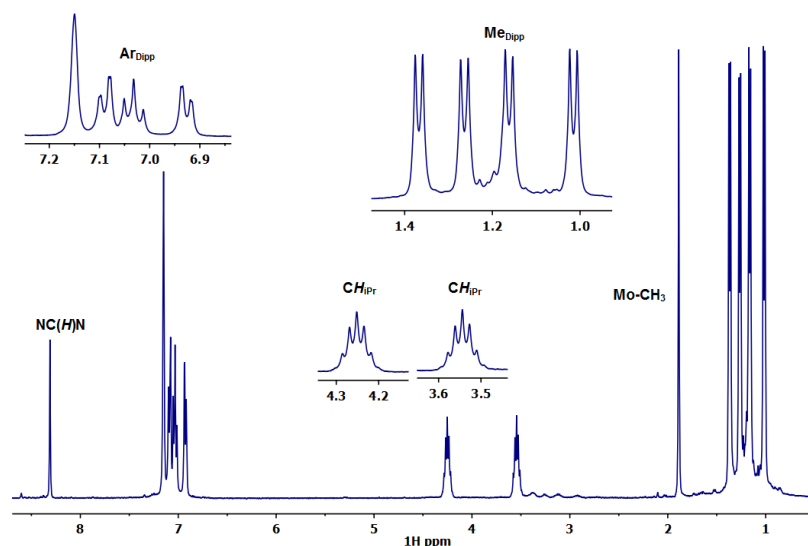 Ar_Dipp
7.2 7.1 7.0 6.9
Me_Dipp
1.4 1.2 1.0
NC(H)N
CH_iPr
4.3 4.2
CH_iPr
3.6 3.5
Mo-CH₃
8 7 6 5 4 3 2 1
1H ppm